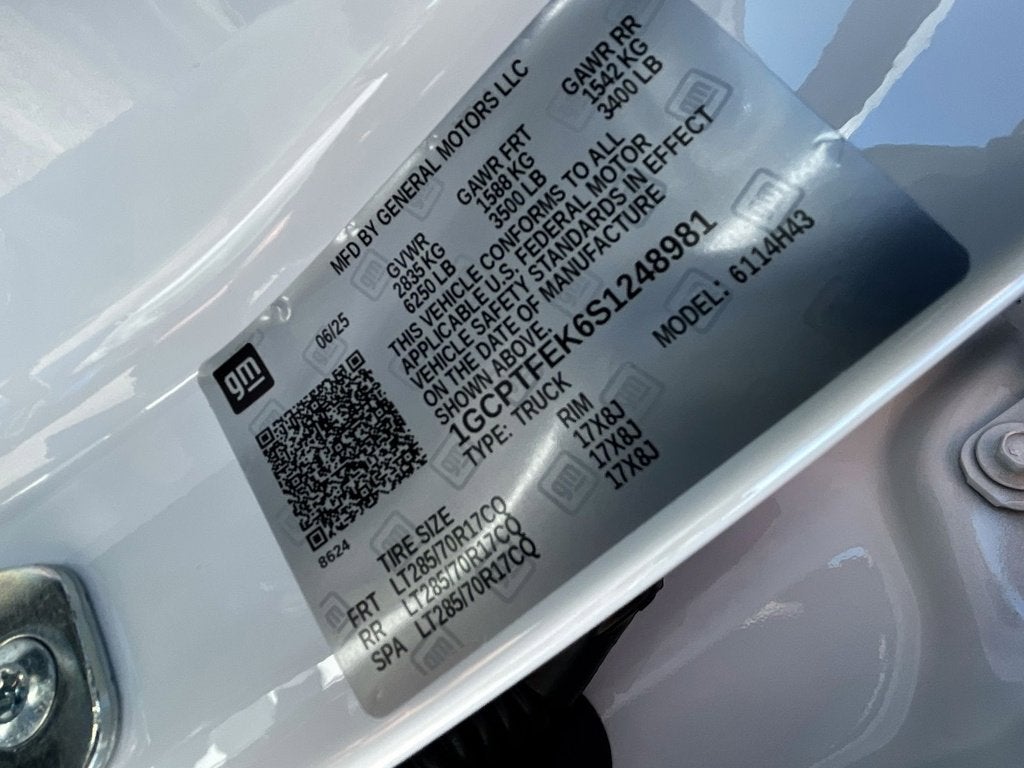 MFD BY GENERAL MOTORS LLC
gm
06/25
GVWR
2835 KG
6250 LB
GAWR FRT
1588 KG
3500 LB
GAWR RR
1542 KG
3400 LB
THIS VEHICLE CONFORMS TO ALL
APPLICABLE U.S. FEDERAL MOTOR
VEHICLE SAFETY STANDARDS IN EFFECT
ON THE DATE OF MANUFACTURE
SHOWN ABOVE.
1GCPTFEK6S1248981
TYPE: TRUCK
MODEL: 6114H43
8624
TIRE SIZE RIM
FRT LT285/70R17CQ 17X8J
RR LT285/70R17CQ 17X8J
SPA LT285/70R17CQ 17X8J